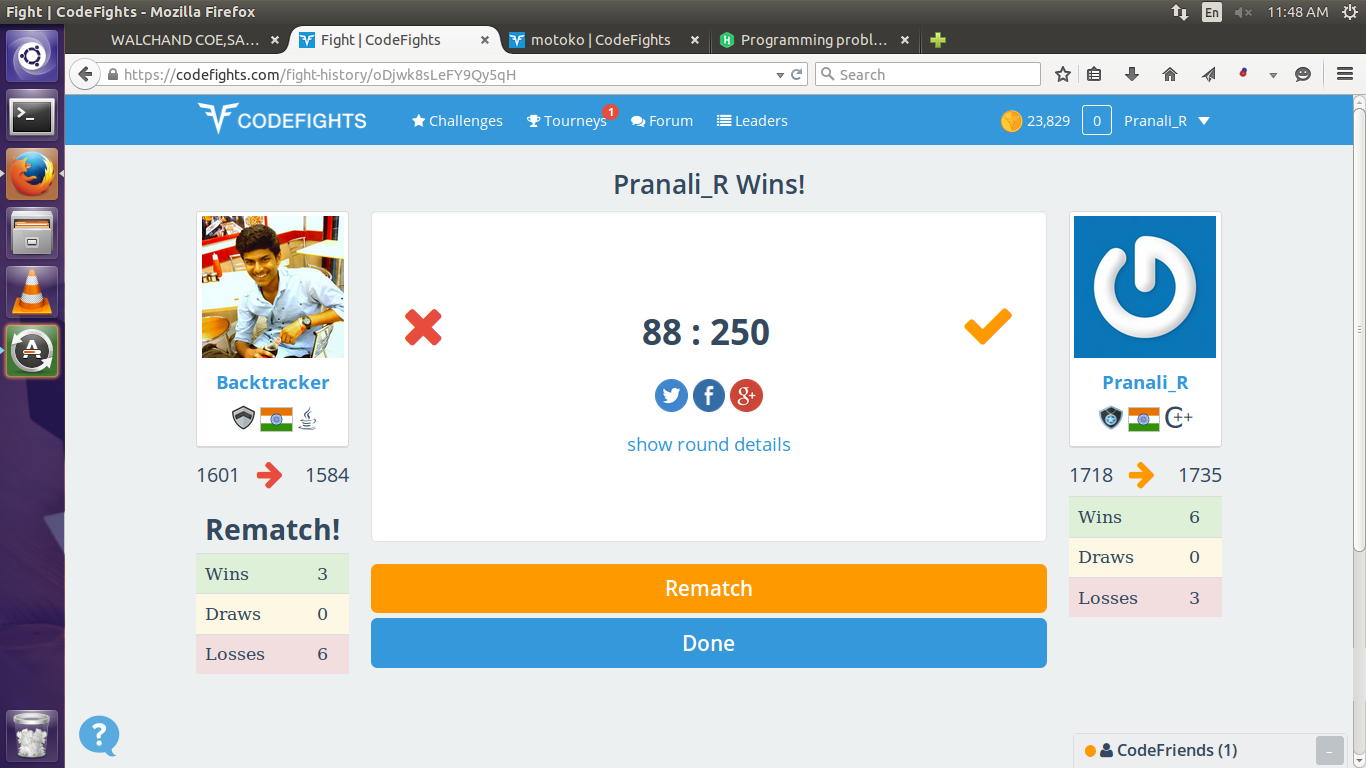 Fight | CodeFights - Mozilla Firefox
En
11:48 AM
WALCHAND COE,SA...
Fight | CodeFights
motoko | CodeFights
Programming probl...
https://codefights.com/fight-history/oDjwk8sLeFY9Qy5qH
Search
CODEFIGHTS
Challenges
Tourneys
1
Forum
Leaders
23,829
0
Pranali_R
Pranali_R Wins!
88 : 250
show round details
Backtracker
1601
1584
Rematch!
Wins 3
Draws 0
Losses 6
Pranali_R
C++
1718
1735
Wins 6
Draws 0
Losses 3
Rematch
Done
CodeFriends (1)